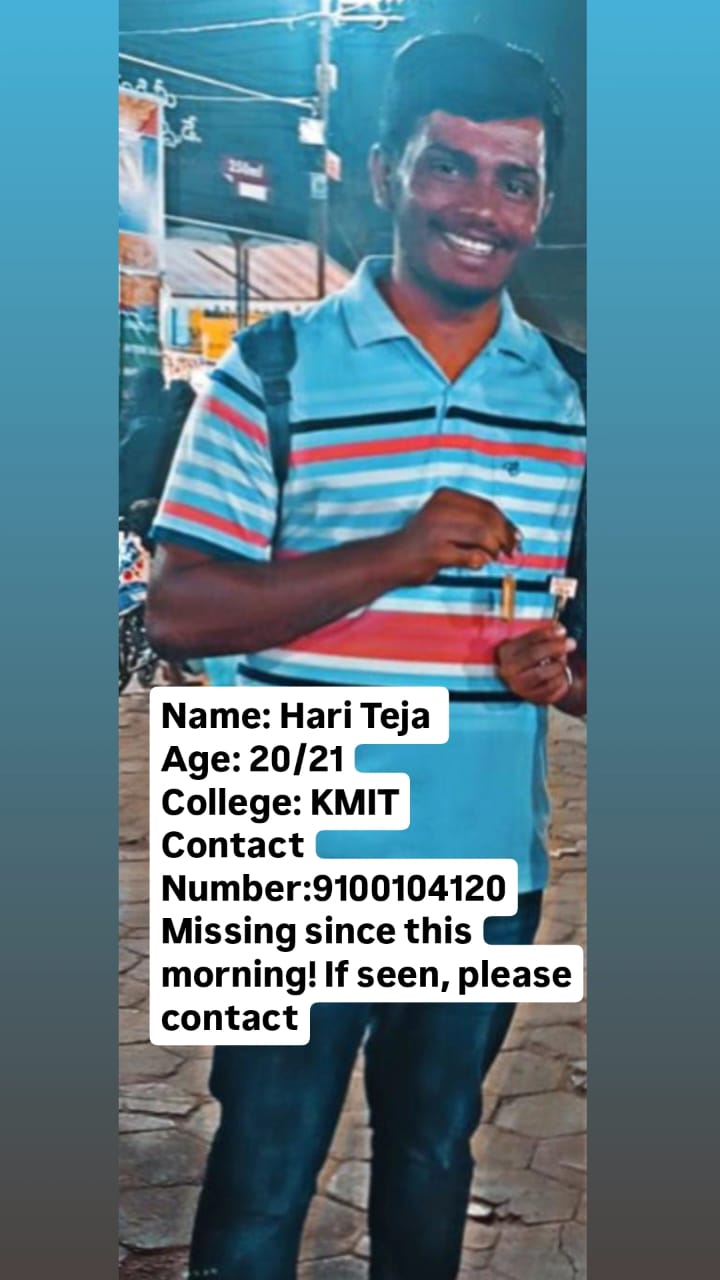 250ml
Name: Hari Teja
Age: 20/21
College: KMIT
Contact
Number:9100104120
Missing since this
morning! If seen, please
contact